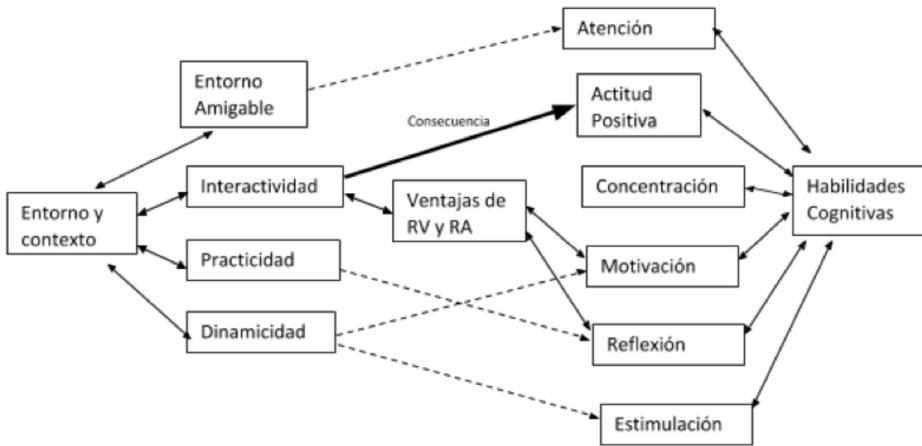 Atención
Entorno
Amigable
Actitud
Positiva
Consecuencia
Interactividad
Concentración
Habilidades
Cognitivas
Entorno y
contexto
Ventajas de
RV y RA
Practicidad
Motivación
Dinamicidad
Reflexión
Estimulación